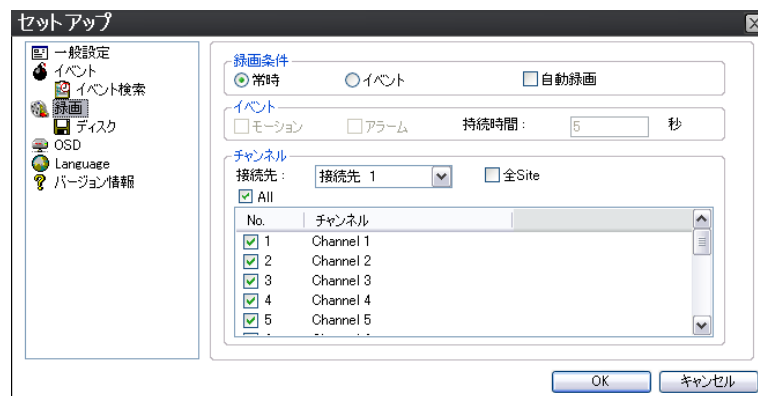 セットアップ
一般設定
イベント
イベント検索
録画
ディスク
OSD
Language
バージョン情報
録画条件
常時 イベント 自動録画
イベント
モーション アラーム 持続時間： 5 秒
チャンネル
接続先： 接続先 1 全Site
All
No. チャンネル
1 Channel 1
2 Channel 2
3 Channel 3
4 Channel 4
5 Channel 5
OK キャンセル